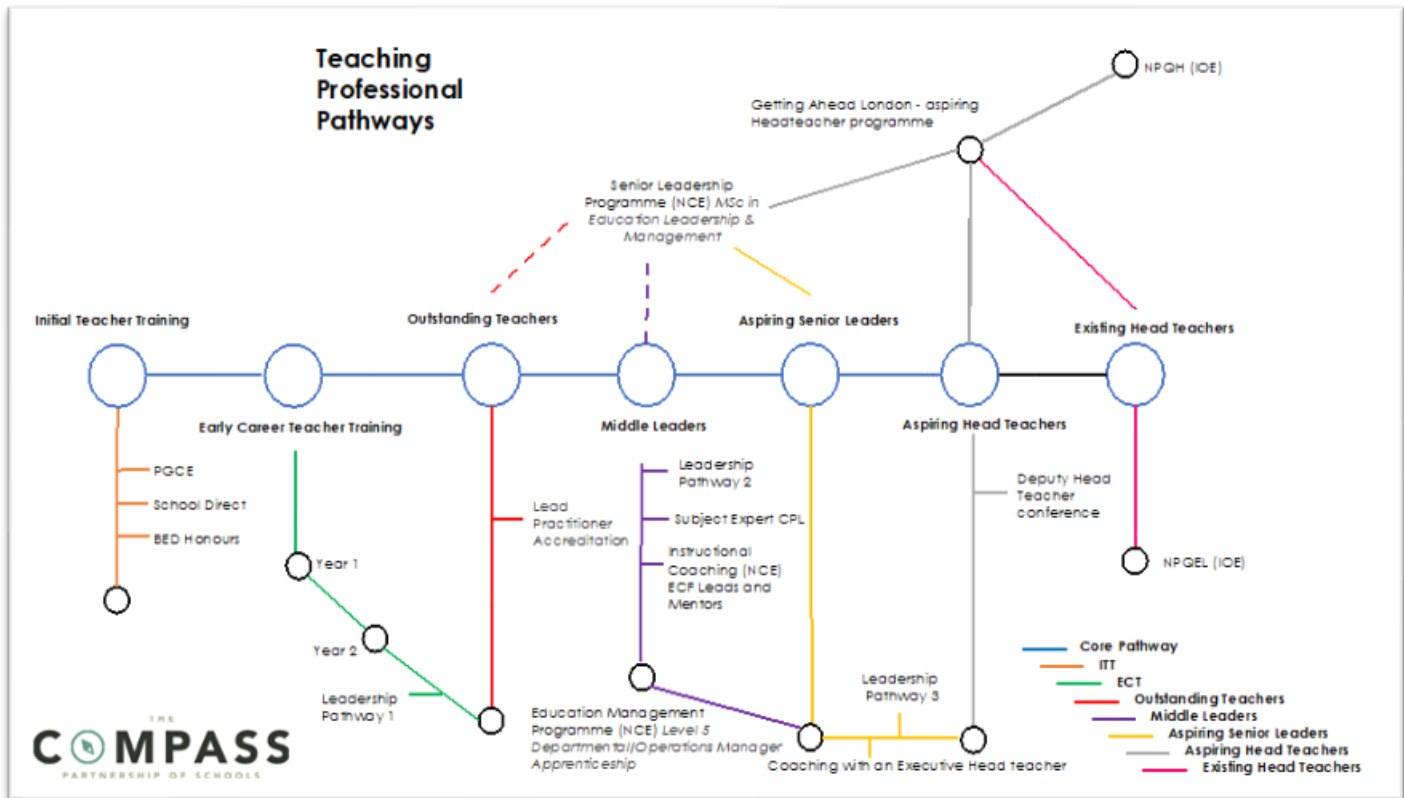 Teaching
Professional
Pathways
NPQH (IOE)
Getting Ahead London - aspiring
Headteacher programme
Senior Leadership
Programme (NCE) MSc in
Education Leadership &
Management
Initial Teacher Training
Outstanding Teachers
Aspiring Senior Leaders
Existing Head Teachers
Early Career Teacher Training
Middle Leaders
Aspiring Head Teachers
PGCE
School Direct
BED Honours
Year 1
Year 2
Leadership
Pathway 1
Lead
Practitioner
Accreditation
Leadership
Pathway 2
Subject Expert CPL
Instructional
Coaching (NCE)
ECF Leads and
Mentors
Education Management
Programme (NCE) Level 5
Departmental/Operations Manager
Apprenticeship
Leadership
Pathway 3
Coaching with an Executive Head teacher
Deputy Head
Teacher
conference
NPQEL (IOE)
Core Pathway
ITT
ECT
Outstanding Teachers
Middle Leaders
Aspiring Senior Leaders
Aspiring Head Teachers
Existing Head Teachers
THE
COMPASS
PARTNERSHIP OF SCHOOLS